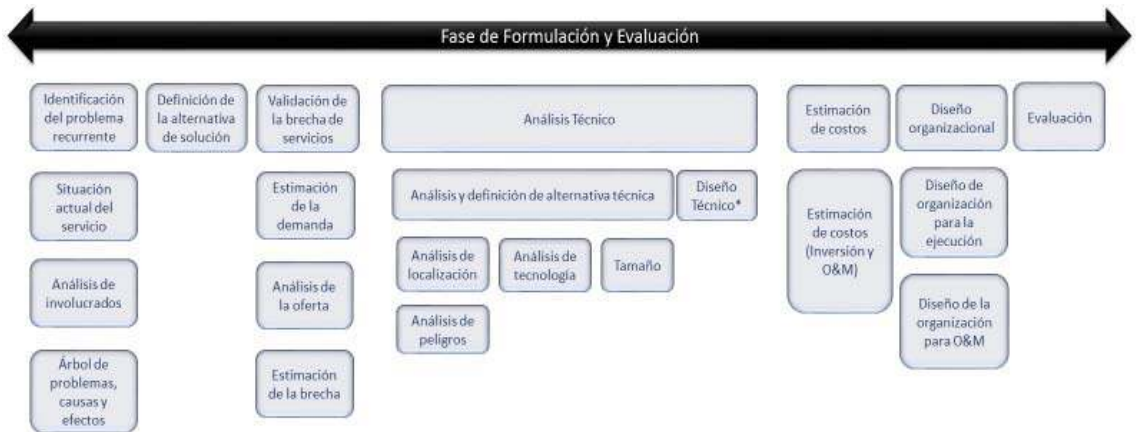 Fase de Formulación y Evaluación
Identificación
del problema
recurrente
Definición de
la alternativa
de solución
Validación de
la brecha de
servicios
Análisis Técnico
Estimación
de costos
Diseño
organizacional
Evaluación
Situación
actual del
servicio
Estimación
de la
demanda
Análisis y definición de alternativa técnica
Diseño
Técnico*
Estimación
de costos
(Inversión y
O&M)
Diseño de
organización
para la
ejecución
Análisis de
involucrados
Análisis de
la oferta
Análisis de
localización
Análisis de
tecnología
Tamaño
Análisis de
peligros
Diseño de la
organización
para O&M
Árbol de
problemas,
causas y
efectos
Estimación
de la brecha